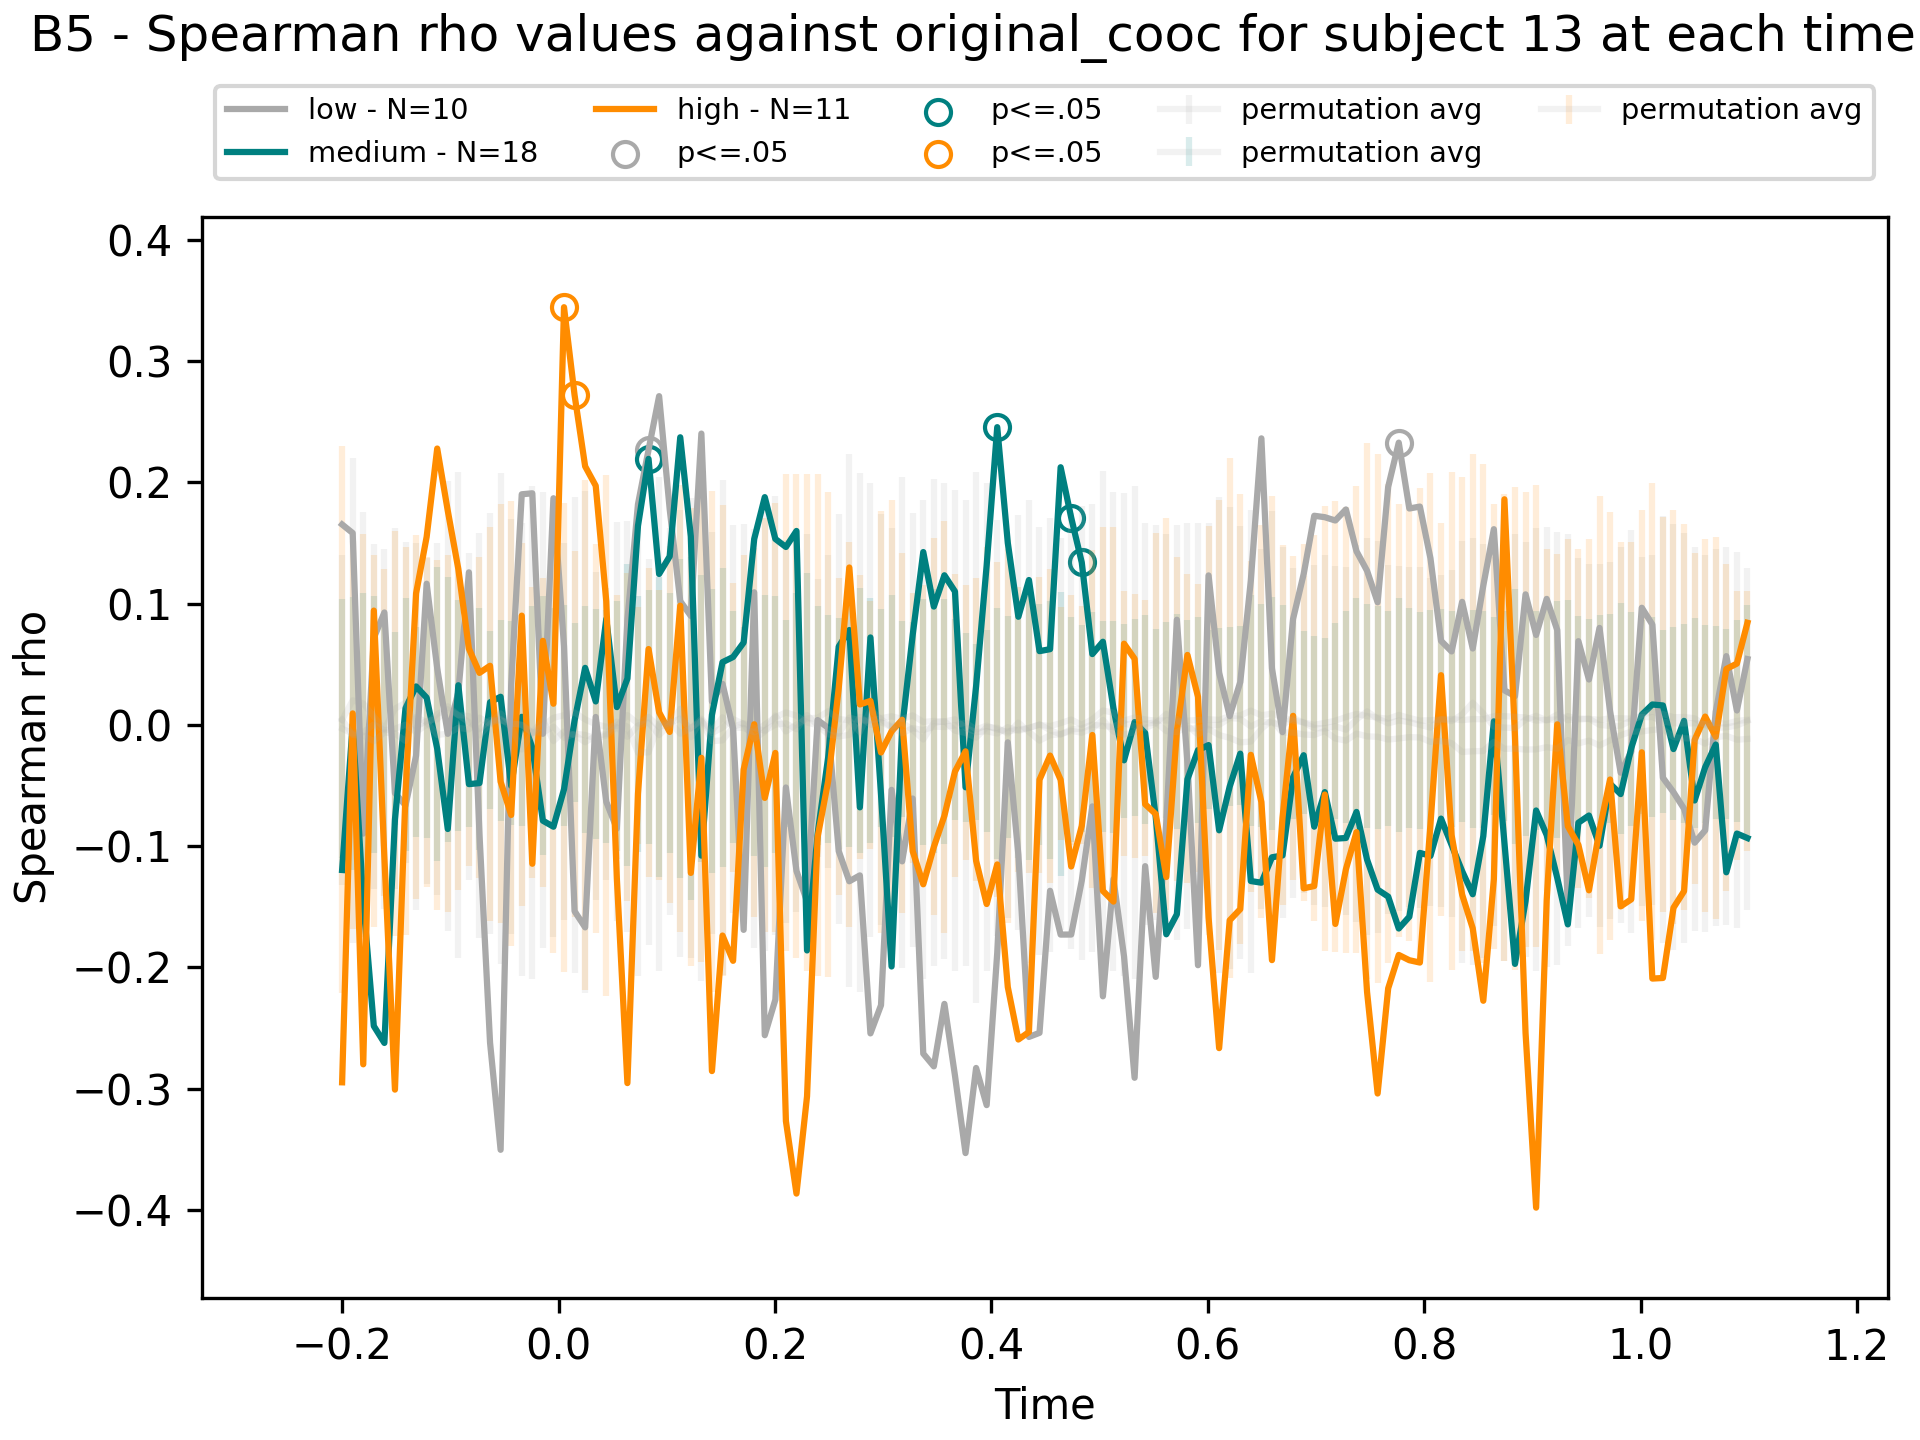 B5 - Spearman rho values against original_cooc for subject 13 at each time
low - N=10
medium - N=18
high - N=11
p<=.05
p<=.05
p<=.05
permutation avg
permutation avg
permutation avg
Spearman rho
0.4
0.3
0.2
0.1
0.0
−0.1
−0.2
−0.3
−0.4
−0.2 0.0 0.2 0.4 0.6 0.8 1.0 1.2
Time